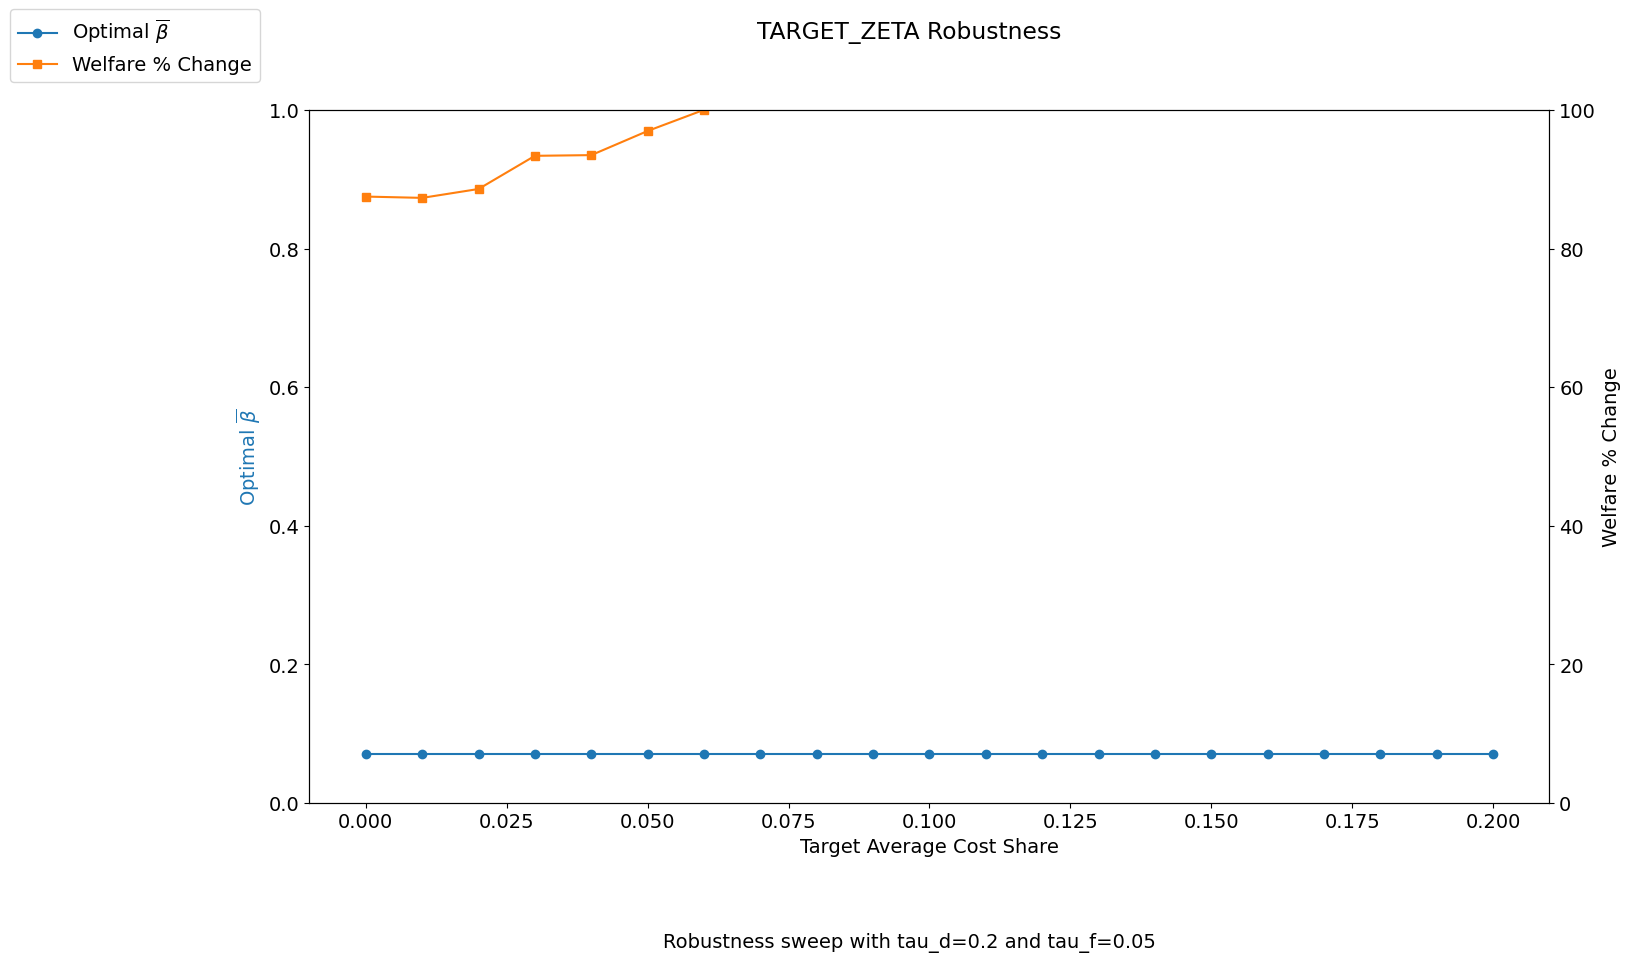 Optimal β̅
Welfare % Change
TARGET_ZETA Robustness
1.0
0.8
0.6
0.4
0.2
0.0
Optimal β̅
100
80
60
40
20
0
Welfare % Change
0.000 0.025 0.050 0.075 0.100 0.125 0.150 0.175 0.200
Target Average Cost Share
Robustness sweep with tau_d=0.2 and tau_f=0.05